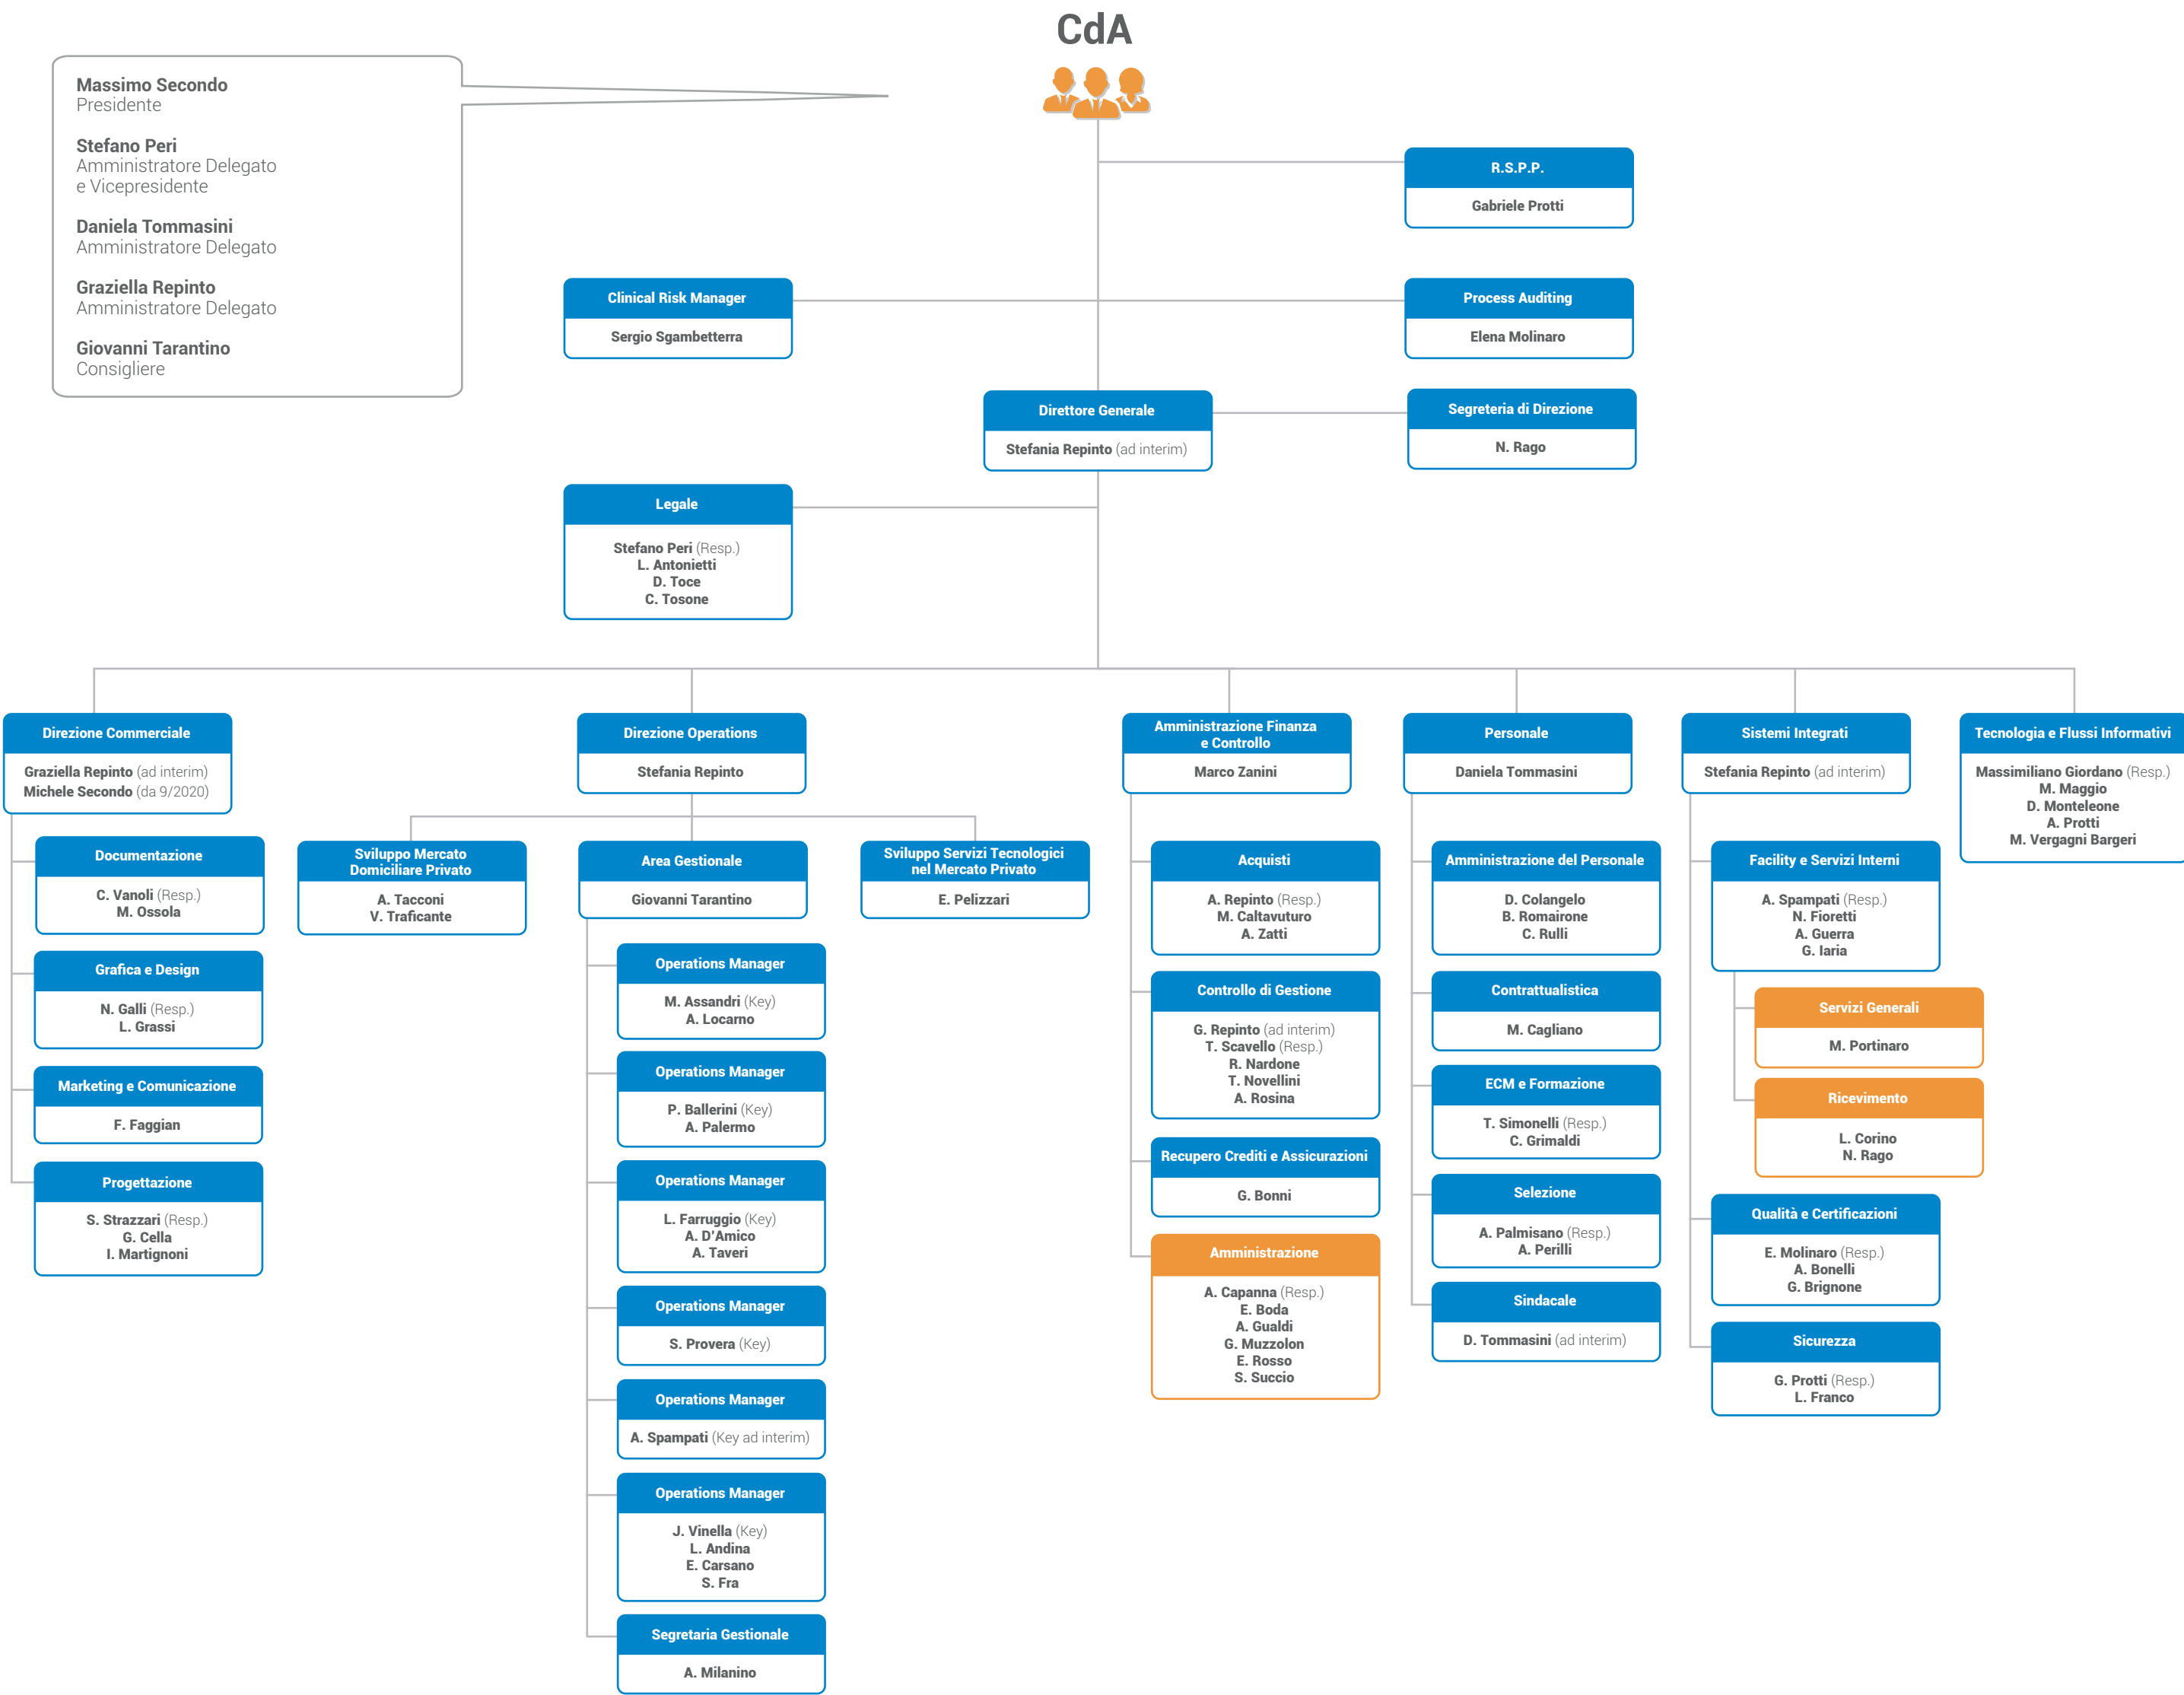 CdA
Massimo Secondo
Presidente
Stefano Peri
Amministratore Delegato
e Vicepresidente
Daniela Tommasini
Amministratore Delegato
Graziella Repinto
Amministratore Delegato
Giovanni Tarantino
Consigliere
R.S.P.P.
Gabriele Protti
Clinical Risk Manager
Sergio Sgambetterra
Process Auditing
Elena Molinaro
Direttore Generale
Stefania Repinto (ad interim)
Segreteria di Direzione
N. Rago
Legale
Stefano Peri (Resp.)
L. Antonietti
D. Toce
C. Tosone
Direzione Commerciale
Graziella Repinto (ad interim)
Michele Secondo (da 9/2020)
Documentazione
C. Vanoli (Resp.)
M. Ossola
Grafica e Design
N. Galli (Resp.)
L. Grassi
Marketing e Comunicazione
F. Faggian
Progettazione
S. Strazzari (Resp.)
G. Cella
I. Martignoni
Direzione Operations
Stefania Repinto
Sviluppo Mercato
Domiciliare Privato
A. Tacconi
V. Traficante
Area Gestionale
Giovanni Tarantino
Sviluppo Servizi Tecnologici
nel Mercato Privato
E. Pelizzari
Operations Manager
M. Assandri (Key)
A. Locarno
Operations Manager
P. Ballerini (Key)
A. Palermo
Operations Manager
L. Farruggio (Key)
A. D'Amico
A. Taveri
Operations Manager
S. Provera (Key)
Operations Manager
A. Spampati (Key ad interim)
Operations Manager
J. Vinella (Key)
L. Andina
E. Carsano
S. Fra
Segretaria Gestionale
A. Milanino
Amministrazione Finanza
e Controllo
Marco Zanini
Acquisti
A. Repinto (Resp.)
M. Caltavuturo
A. Zatti
Controllo di Gestione
G. Repinto (ad interim)
T. Scavello (Resp.)
R. Nardone
T. Novellini
A. Rosina
Recupero Crediti e Assicurazioni
G. Bonni
Amministrazione
A. Capanna (Resp.)
E. Boda
A. Gualdi
G. Muzzolon
E. Rosso
S. Succio
Personale
Daniela Tommasini
Amministrazione del Personale
D. Colangelo
B. Romairone
C. Rulli
Contrattualistica
M. Cagliano
ECM e Formazione
T. Simonelli (Resp.)
C. Grimaldi
Selezione
A. Palmisano (Resp.)
A. Perilli
Sindacale
D. Tommasini (ad interim)
Sistemi Integrati
Stefania Repinto (ad interim)
Facility e Servizi Interni
A. Spampati (Resp.)
N. Fioretti
A. Guerra
G. Iaria
Servizi Generali
M. Portinaro
Ricevimento
L. Corino
N. Rago
Qualità e Certificazioni
E. Molinaro (Resp.)
A. Bonelli
G. Brignone
Sicurezza
G. Protti (Resp.)
L. Franco
Tecnologia e Flussi Informativi
Massimiliano Giordano (Resp.)
M. Maggio
D. Monteleone
A. Protti
M. Vergagni Bargeri